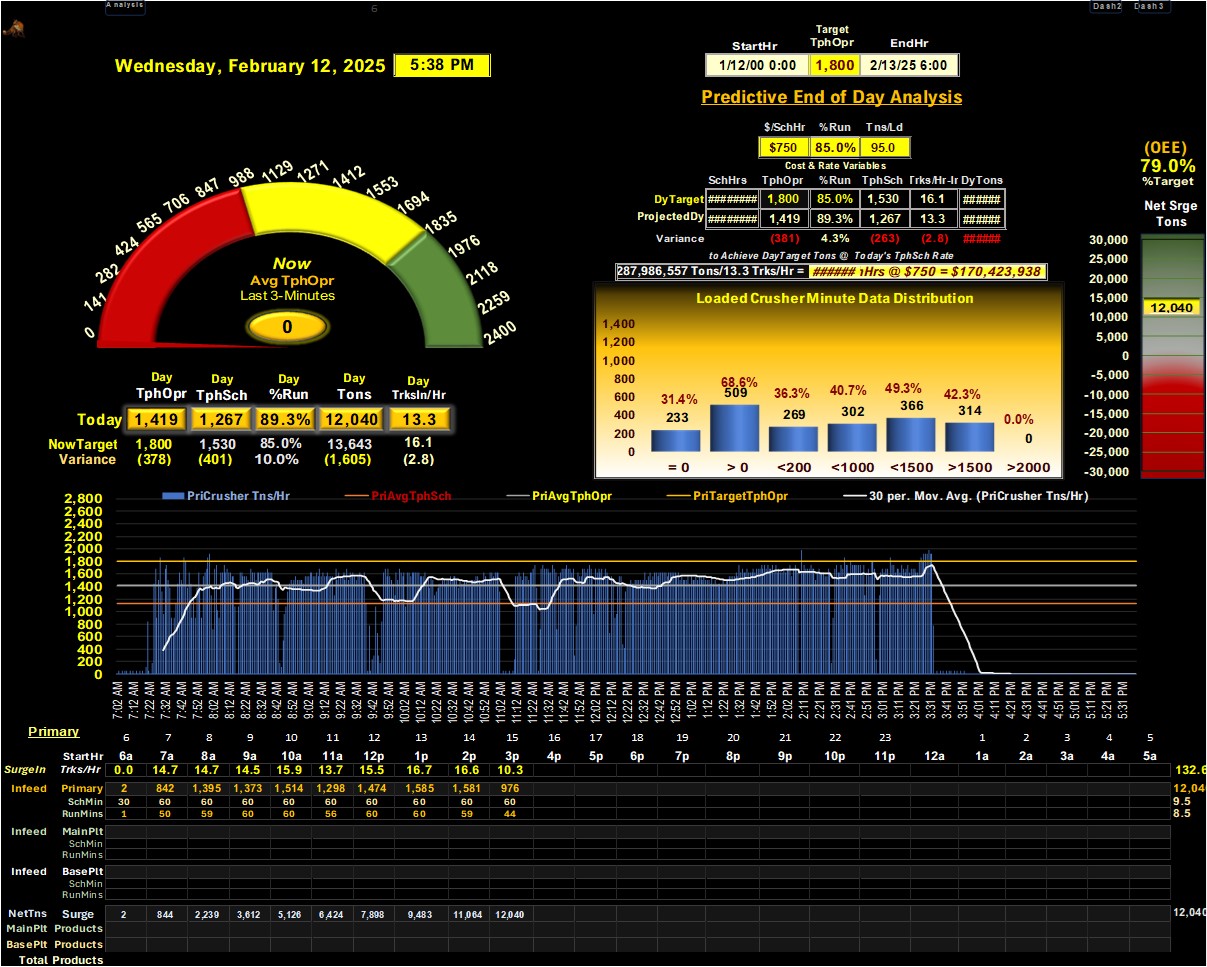 Analysis 6 Dash2 Dash3
Wednesday, February 12, 2025 5:38 PM
StartHr Target TphOpr EndHr
1/12/00 0:00 1,800 2/13/25 6:00
Predictive End of Day Analysis
$/SchHr %Run Tns/Ld
$750 85.0% 95.0
Cost & Rate Variables
SchHrs TphOpr %Run TphSch Trks/Hr-Ir DyTons
DyTarget ######## 1,800 85.0% 1,530 16.1 ######
ProjectedDy ######## 1,419 89.3% 1,267 13.3 ######
Variance (381) 4.3% (263) (2.8) ######
to Achieve DayTarget Tons @ Today's TphSch Rate
287,986,557 Tons/13.3 Trks/Hr = ###### ıHrs @ $750 = $170,423,938
(OEE)
79.0%
%Target
Net Srge
Tons
30,000
25,000
20,000
15,000
12,040
10,000
5,000
0
-5,000
-10,000
-15,000
-20,000
-25,000
-30,000
0 141 282 424 565 706 847 988 1129 1271 1412 1553 1694 1835 1976 2118 2259 2400
Now
Avg TphOpr
Last 3-Minutes
0
Day Day Day Day Day
TphOpr TphSch %Run Tons TrksIn/Hr
Today 1,419 1,267 89.3% 12,040 13.3
NowTarget 1,800 1,530 85.0% 13,643 16.1
Variance (378) (401) 10.0% (1,605) (2.8)
Loaded Crusher Minute Data Distribution
1,400
1,200
1,000
800
600
400
200
0
31.4% 68.6% 36.3% 40.7% 49.3% 42.3% 0.0%
233 509 269 302 366 314 0
= 0 > 0 <200 <1000 <1500 >1500 >2000
PriCrusher Tns/Hr PriAvgTphSch PriAvgTphOpr PriTargetTphOpr 30 per. Mov. Avg. (PriCrusher Tns/Hr)
2,800
2,600
2,400
2,200
2,000
1,800
1,600
1,400
1,200
1,000
800
600
400
200
0
7:02 AM 7:12 AM 7:22 AM 7:32 AM 7:42 AM 7:52 AM 8:02 AM 8:12 AM 8:22 AM 8:32 AM 8:42 AM 8:52 AM 9:02 AM 9:12 AM 9:22 AM 9:32 AM 9:42 AM 9:52 AM 10:02 AM 10:12 AM 10:22 AM 10:32 AM 10:42 AM 10:52 AM 11:02 AM 11:12 AM 11:22 AM 11:32 AM 11:42 AM 11:52 AM 12:02 PM 12:12 PM 12:22 PM 12:32 PM 12:42 PM 12:52 PM 1:02 PM 1:12 PM 1:22 PM 1:32 PM 1:42 PM 1:52 PM 2:02 PM 2:11 PM 2:21 PM 2:31 PM 2:41 PM 2:51 PM 3:01 PM 3:11 PM 3:21 PM 3:31 PM 3:41 PM 3:51 PM 4:01 PM 4:11 PM 4:21 PM 4:31 PM 4:41 PM 4:51 PM 5:01 PM 5:11 PM 5:21 PM 5:31 PM
Primary 6 7 8 9 10 11 12 13 14 15 16 17 18 19 20 21 22 23 1 2 3 4 5
StartHr 6a 7a 8a 9a 10a 11a 12p 1p 2p 3p 4p 5p 6p 7p 8p 9p 10p 11p 12a 1a 2a 3a 4a 5a
SurgeIn Trks/Hr 0.0 14.7 14.7 14.5 15.9 13.7 15.5 16.7 16.6 10.3 132.6
Infeed Primary 2 842 1,395 1,373 1,514 1,298 1,474 1,585 1,581 976 12,040
SchMin 30 60 60 60 60 60 60 60 60 60 9.5
RunMins 1 50 59 60 60 56 60 60 59 44 8.5
Infeed MainPlt
SchMin
RunMins
Infeed BasePlt
SchMin
RunMins
NetTns Surge 2 844 2,239 3,612 5,126 6,424 7,898 9,483 11,064 12,040 12,040
MainPlt Products
BasePlt Products
Total Products